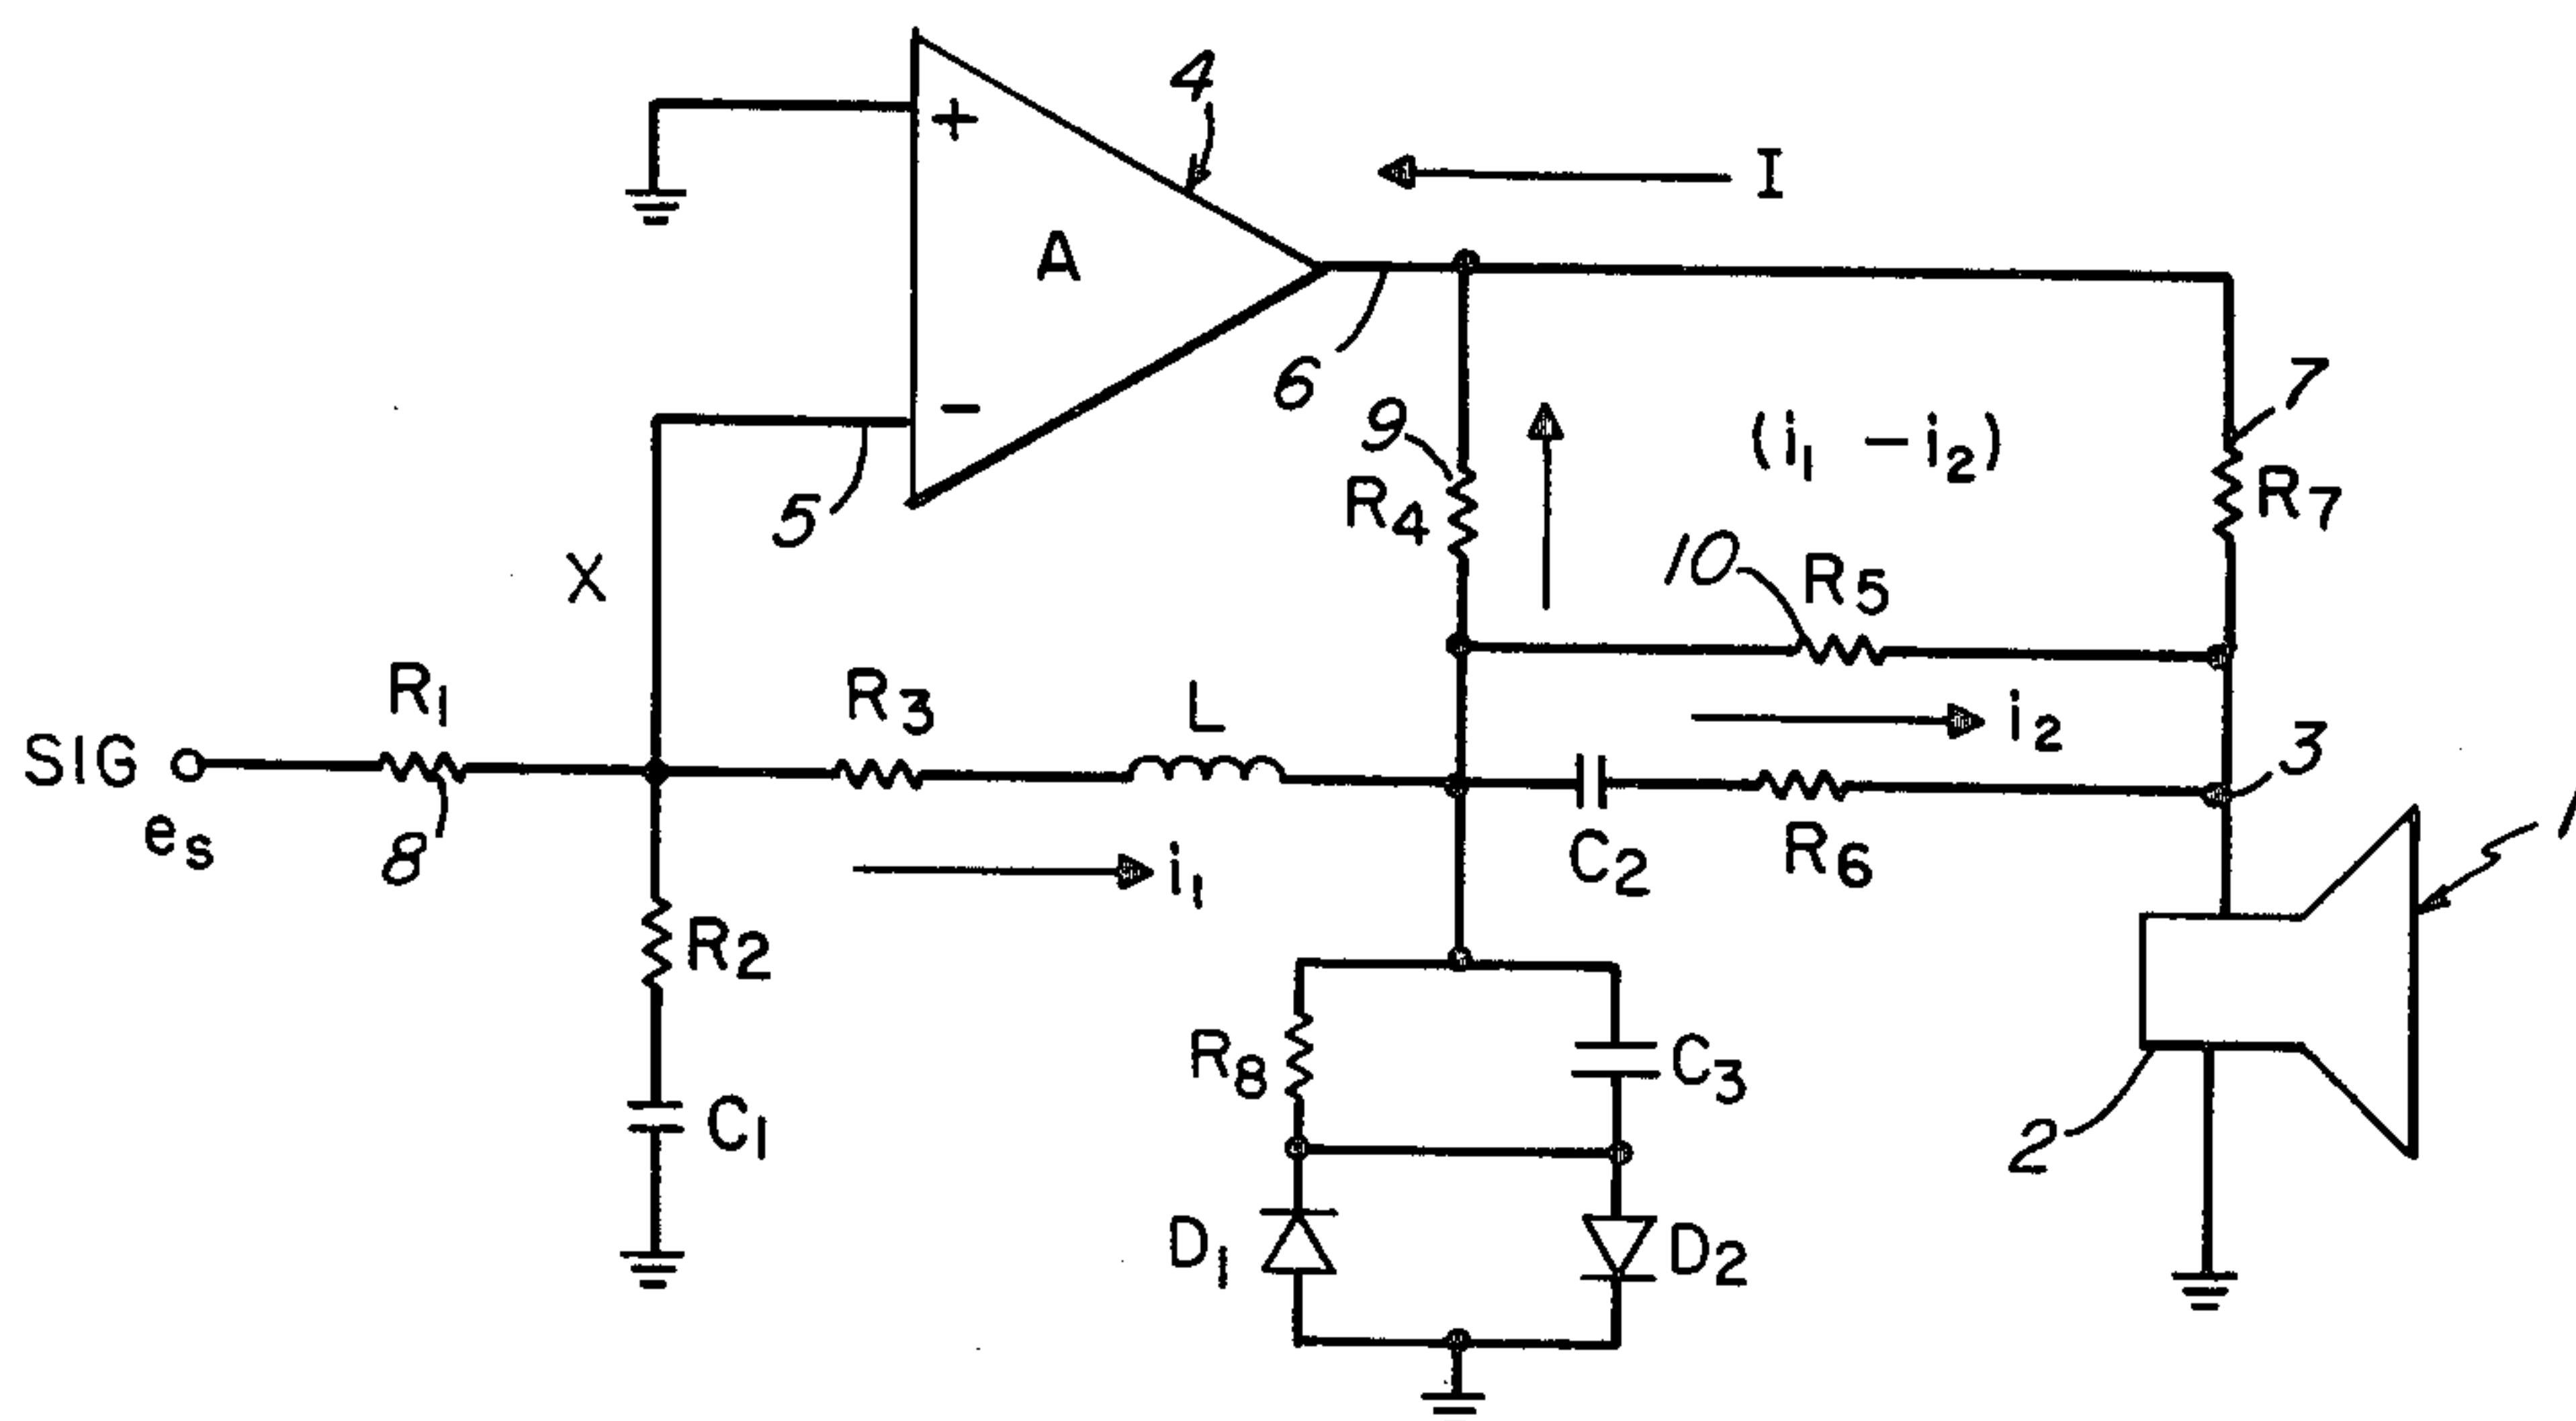 4
+
I
A
6
7
9
(i₁ - i₂)
R₄
R₇
-
5
10
R₅
X
R₁
R₃
L
i₂
3
SIG
eₛ
8
i₁
C₂
R₆
1
R₂
R₈
C₃
C₁
2
D₁
D₂